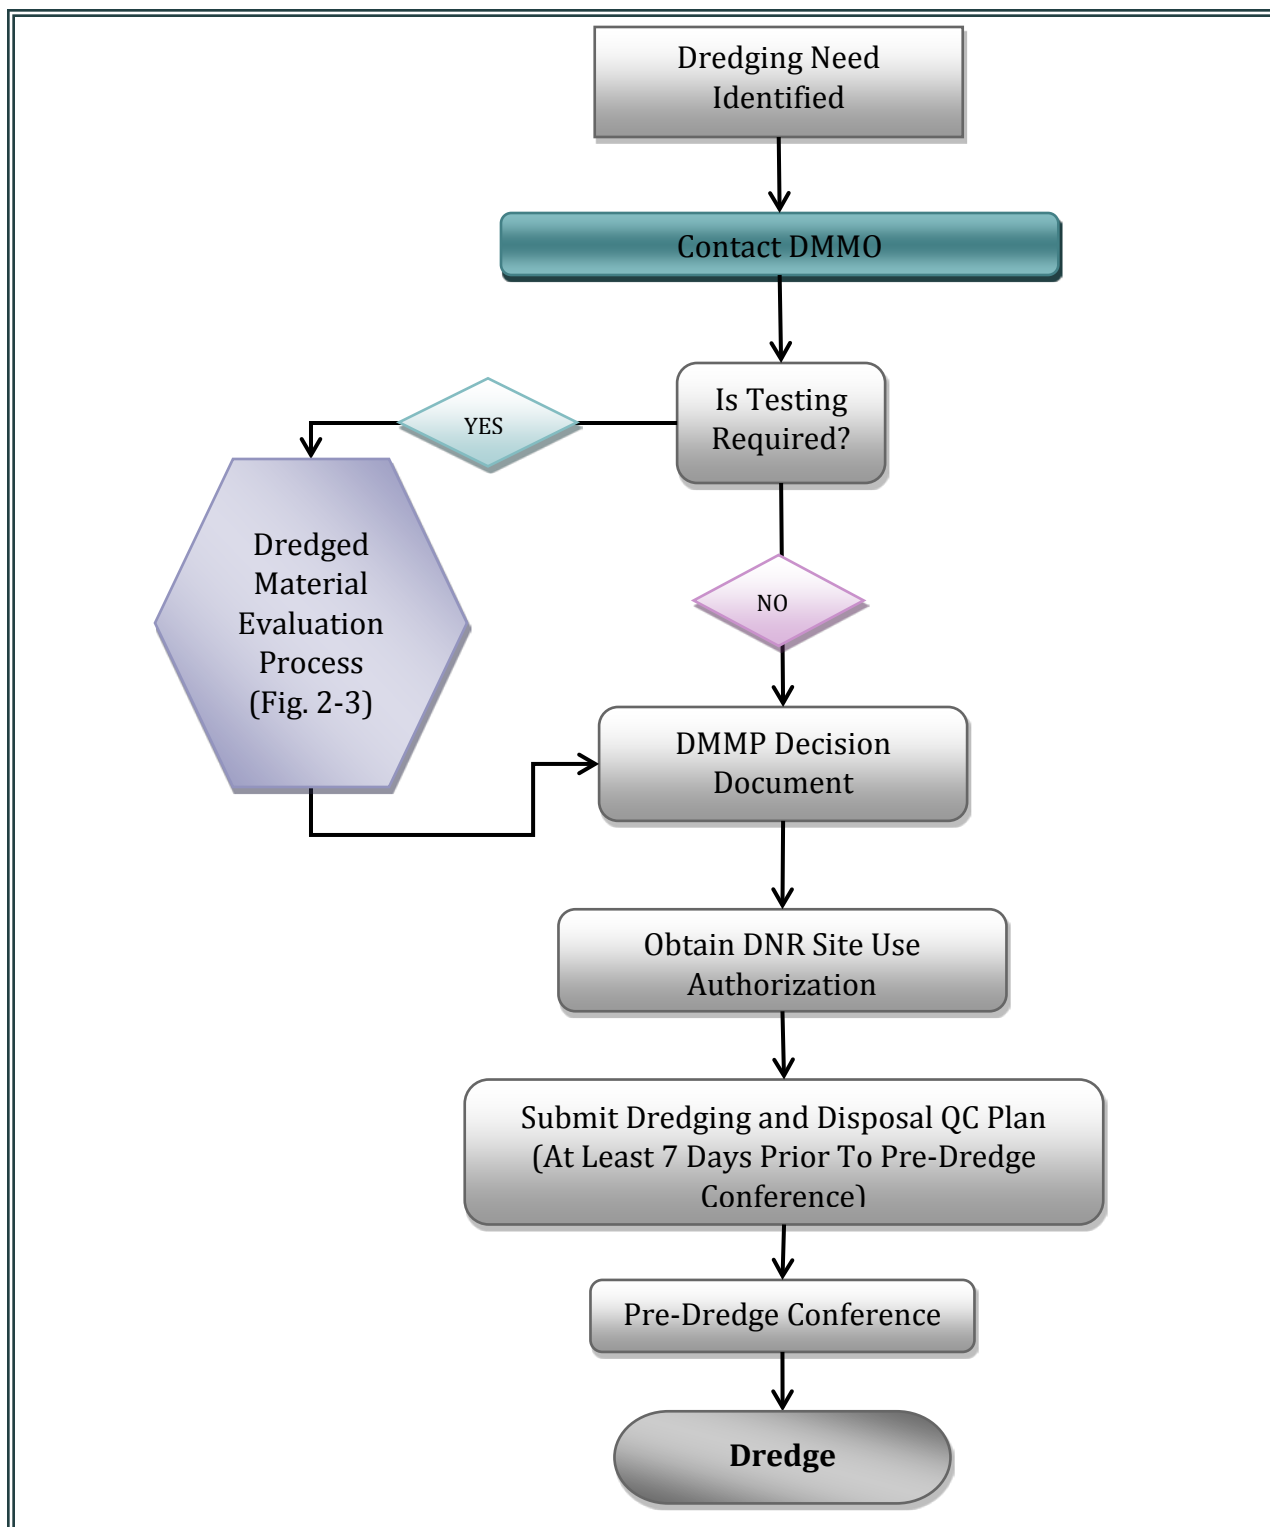 Dredging Need
Identified
Contact DMMO
Is Testing
Required?
YES
Dredged
Material
Evaluation
Process
(Fig. 2-3)
NO
DMMP Decision
Document
Obtain DNR Site Use
Authorization
Submit Dredging and Disposal QC Plan
(At Least 7 Days Prior To Pre-Dredge
Conference)
Pre-Dredge Conference
Dredge